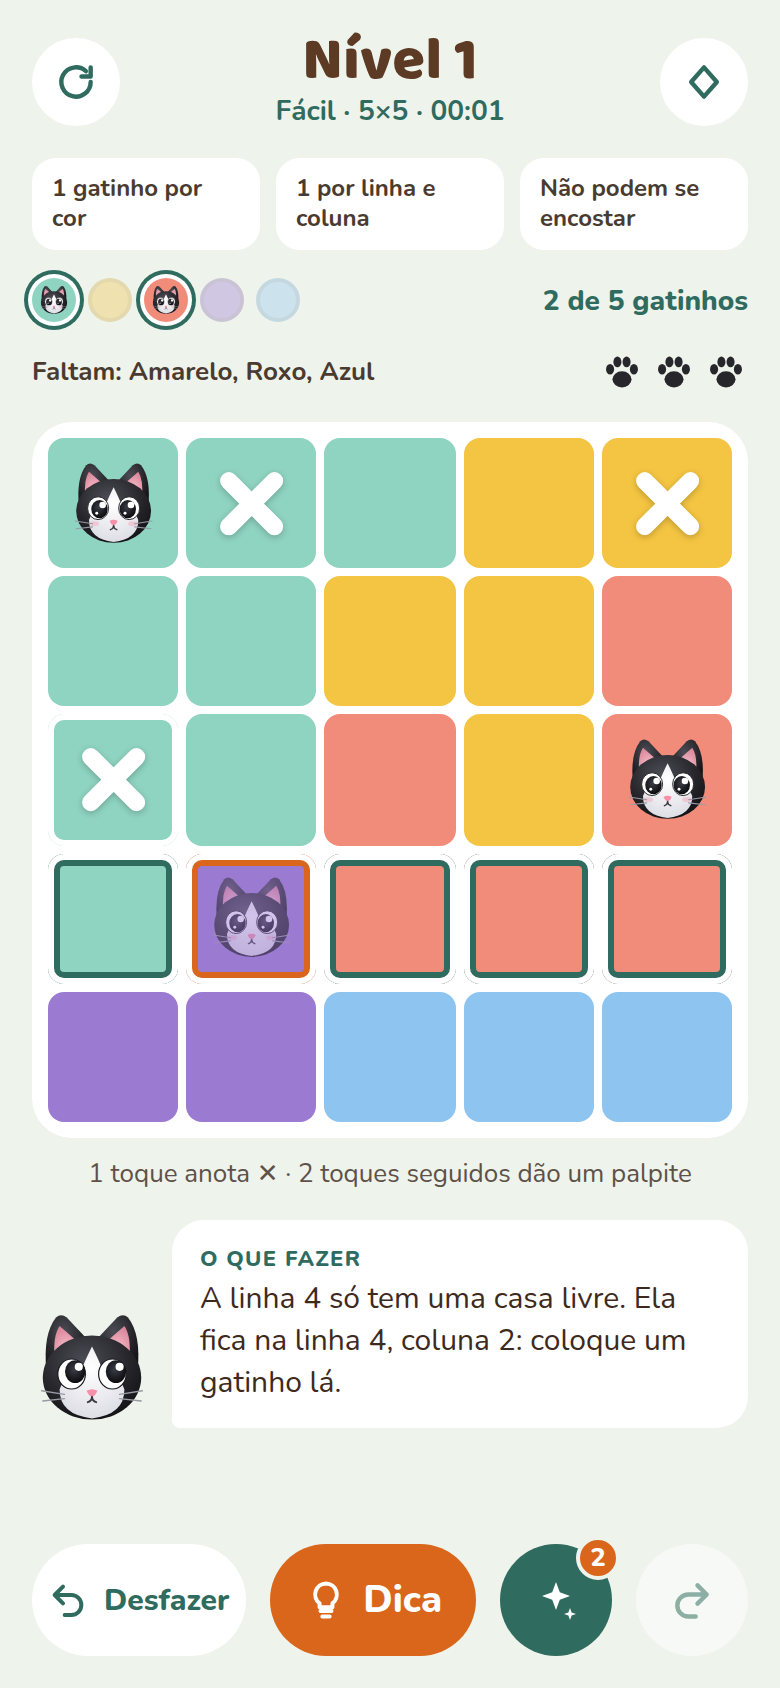 Nível 1
Fácil · 5×5 · 00:01
1 gatinho por
cor
1 por linha e
coluna
Não podem se
encostar
2 de 5 gatinhos
Faltam: Amarelo, Roxo, Azul
1 toque anota ✕ · 2 toques seguidos dão um palpite
O QUE FAZER
A linha 4 só tem uma casa livre. Ela
fica na linha 4, coluna 2: coloque um
gatinho lá.
Desfazer
Dica
2